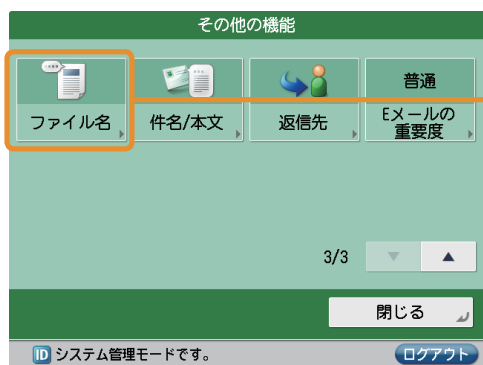 その他の機能
普通
ファイル名
件名/本文
返信先
Eメールの
重要度
3/3
閉じる
ID システム管理モードです。
ログアウト